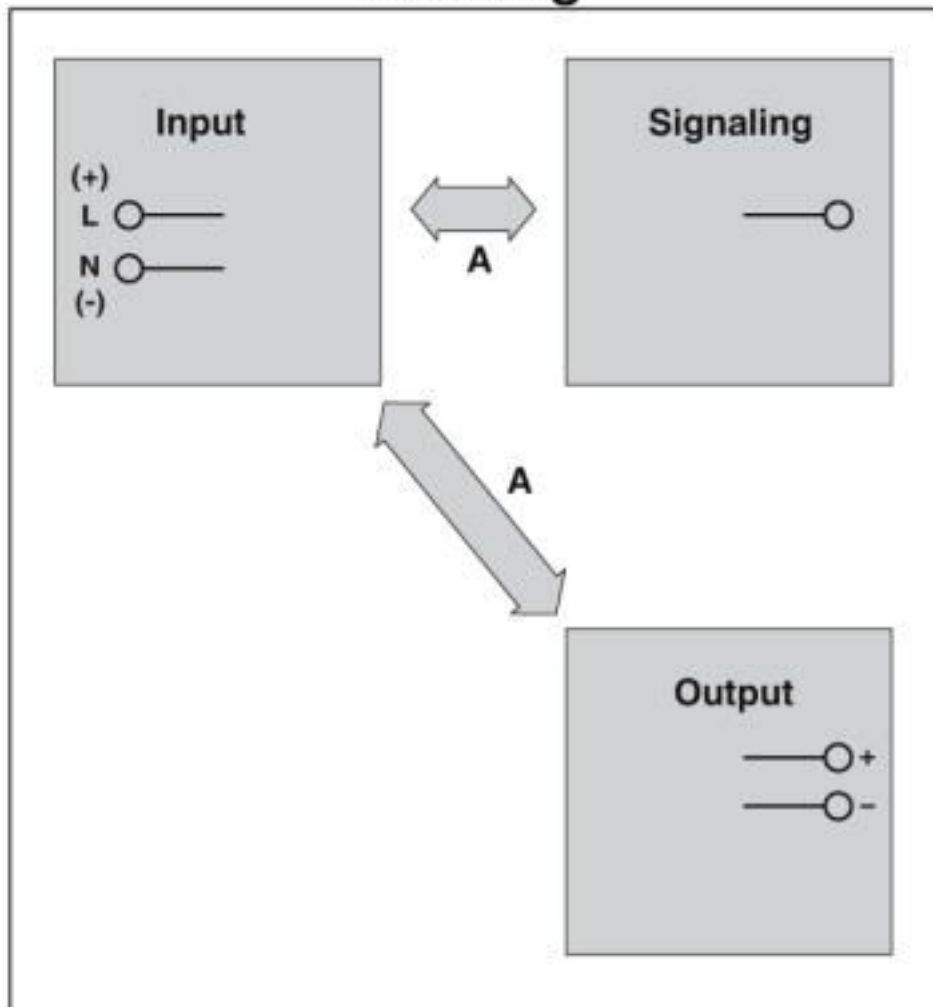 Input
(+)
L
N
(-)
A
Signaling
A
Output
+
–